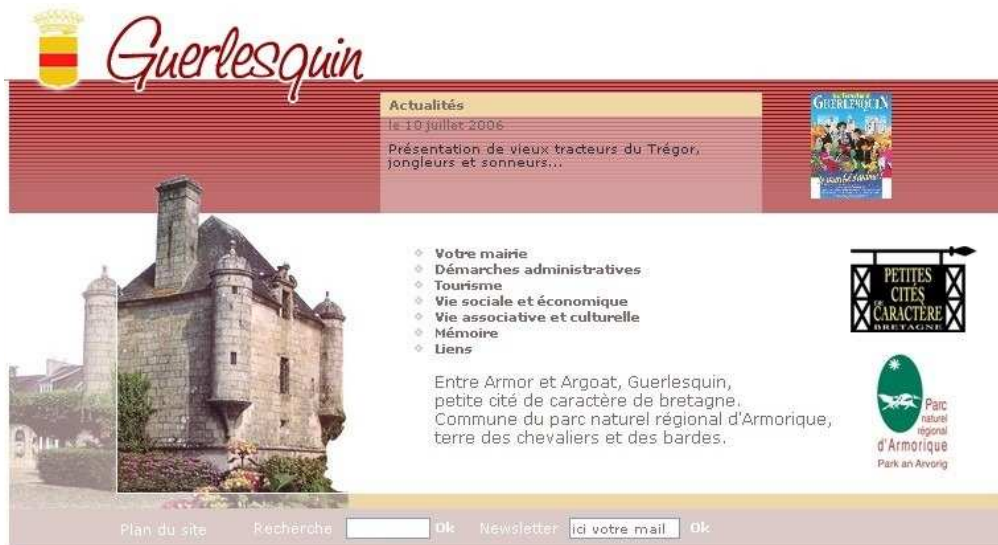 Guerlesquin
Actualités
le 10 juillet 2006
Présentation de vieux tracteurs du Trégor,
jongleurs et sonneurs...
GUERLESQUIN
Votre mairie
Démarches administratives
Tourisme
Vie sociale et économique
Vie associative et culturelle
Mémoire
Liens
Entre Armor et Argoat, Guerlesquin,
petite cité de caractère de bretagne.
Commune du parc naturel régional d'Armorique,
terre des chevaliers et des bardes.
PETITES
CITÉS
DE CARACTÈRE
BRETAGNE
Parc
naturel
régional
d'Armorique
Park an Arvorig
Plan du site Recherche Ok Newsletter ici votre mail Ok